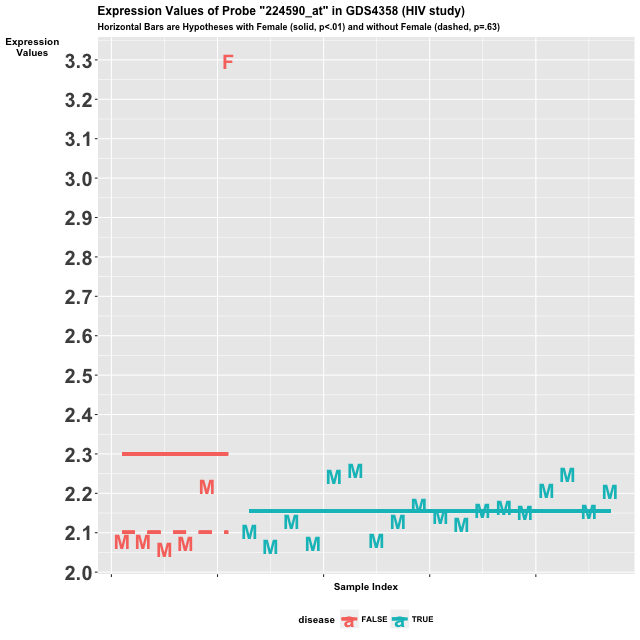 Expression Values of Probe "224590_at" in GDS4358 (HIV study)
Horizontal Bars are Hypotheses with Female (solid, p<.01) and without Female (dashed, p=.63)
Expression
Values
3.3
3.2
3.1
3.0
2.9
2.8
2.7
2.6
2.5
2.4
2.3
2.2
2.1
2.0
F
M M M M M
M M M M M M M M M M M M M M M M M M
Sample Index
disease a FALSE a TRUE